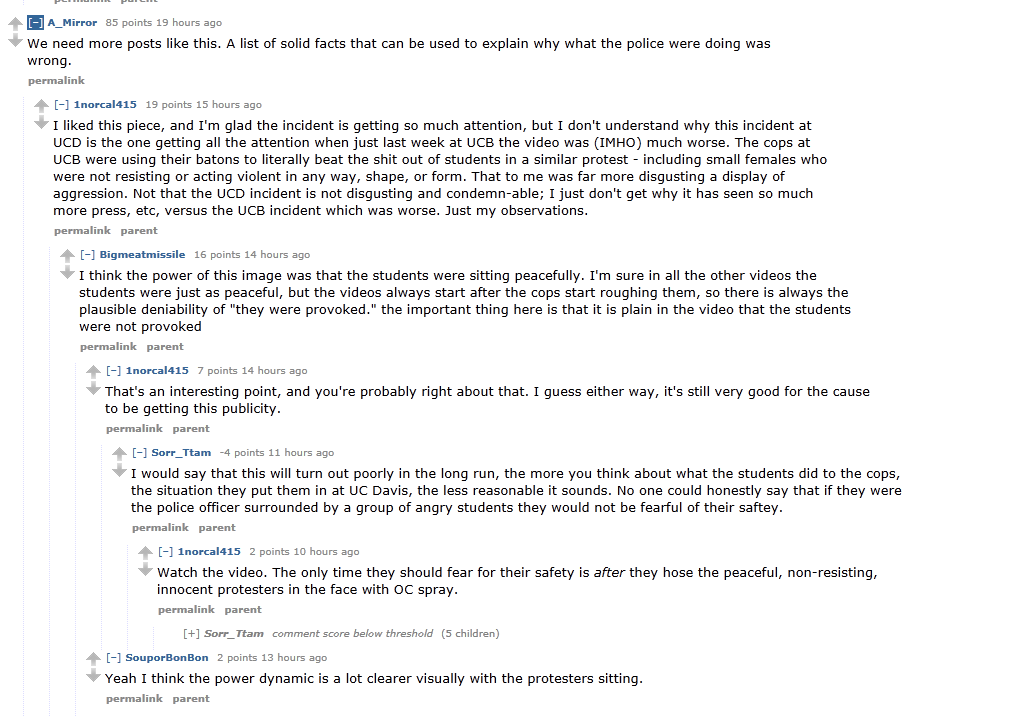 [-] A_Mirror 85 points 19 hours ago
We need more posts like this. A list of solid facts that can be used to explain why what the police were doing was
wrong.
permalink
[-] 1norcal415 19 points 15 hours ago
I liked this piece, and I'm glad the incident is getting so much attention, but I don't understand why this incident at
UCD is the one getting all the attention when just last week at UCB the video was (IMHO) much worse. The cops at
UCB were using their batons to literally beat the shit out of students in a similar protest - including small females who
were not resisting or acting violent in any way, shape, or form. That to me was far more disgusting a display of
aggression. Not that the UCD incident is not disgusting and condemn-able; I just don't get why it has seen so much
more press, etc, versus the UCB incident which was worse. Just my observations.
permalink parent
[-] Bigmeatmissile 16 points 14 hours ago
I think the power of this image was that the students were sitting peacefully. I'm sure in all the other videos the
students were just as peaceful, but the videos always start after the cops start roughing them, so there is always the
plausible deniability of "they were provoked." the important thing here is that it is plain in the video that the students
were not provoked
permalink parent
[-] 1norcal415 7 points 14 hours ago
That's an interesting point, and you're probably right about that. I guess either way, it's still very good for the cause
to be getting this publicity.
permalink parent
[-] Sorr_Ttam -4 points 11 hours ago
I would say that this will turn out poorly in the long run, the more you think about what the students did to the cops,
the situation they put them in at UC Davis, the less reasonable it sounds. No one could honestly say that if they were
the police officer surrounded by a group of angry students they would not be fearful of their saftey.
permalink parent
[-] 1norcal415 2 points 10 hours ago
Watch the video. The only time they should fear for their safety is after they hose the peaceful, non-resisting,
innocent protesters in the face with OC spray.
permalink parent
[+] Sorr_Ttam comment score below threshold (5 children)
[-] SouporBonBon 2 points 13 hours ago
Yeah I think the power dynamic is a lot clearer visually with the protesters sitting.
permalink parent